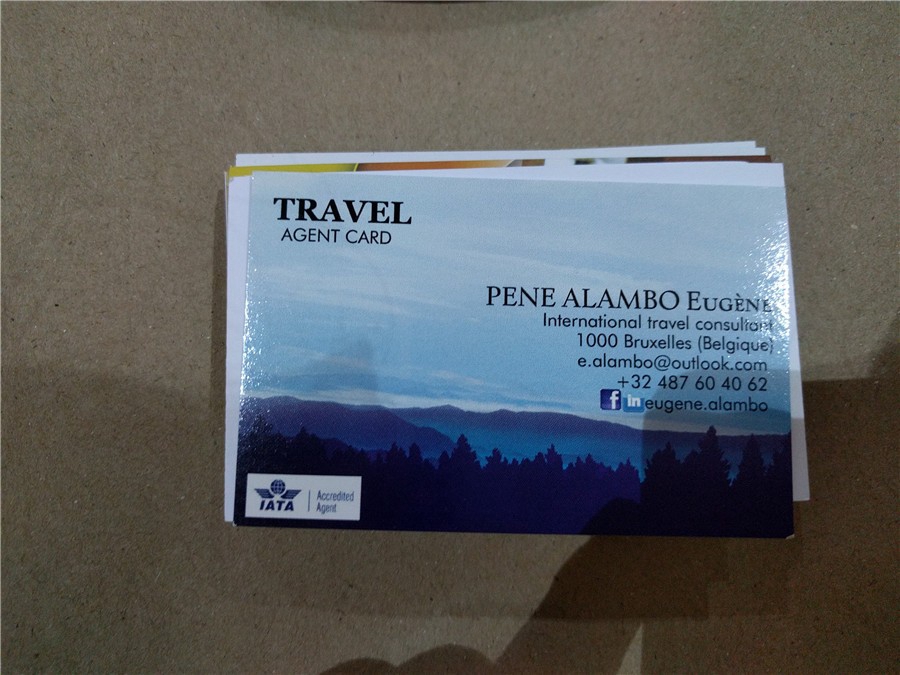 TRAVEL
AGENT CARD
PENE ALAMBO EUGÈNE
International travel consultant
1000 Bruxelles (Belgique)
e.alambo@outlook.com
+32 487 60 40 62
f in eugene.alambo
IATA
Accredited
Agent